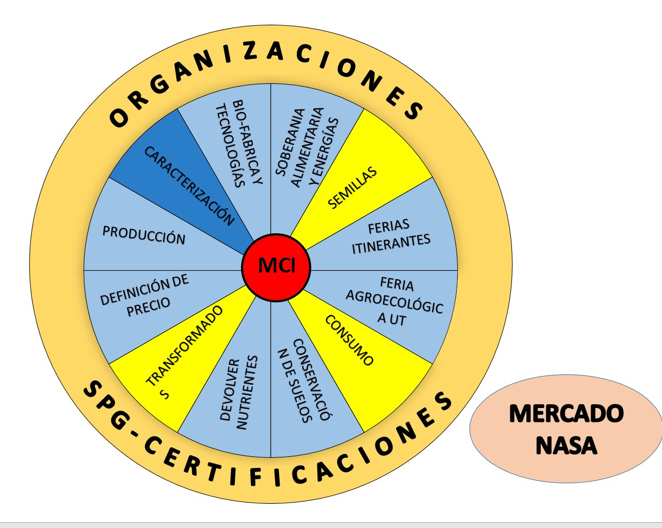 ORGANIZACIONES
BIO-FABRICA Y
TECNOLOGÍAS
SOBERANIA
ALIMENTARIA
Y ENERGÍAS
SEMILLAS
FERIAS
ITINERANTES
FERIA
AGROECOLÓGIC
A UT
CONSUMO
CONSERVACIÓ
N DE SUELOS
DEVOLVER
NUTRIENTES
TRANSFORMADO
S
DEFINICIÓN DE
PRECIO
PRODUCCIÓN
CARACTERIZACIÓN
MCI
SPG-CERTIFICACIONES
MERCADO
NASA